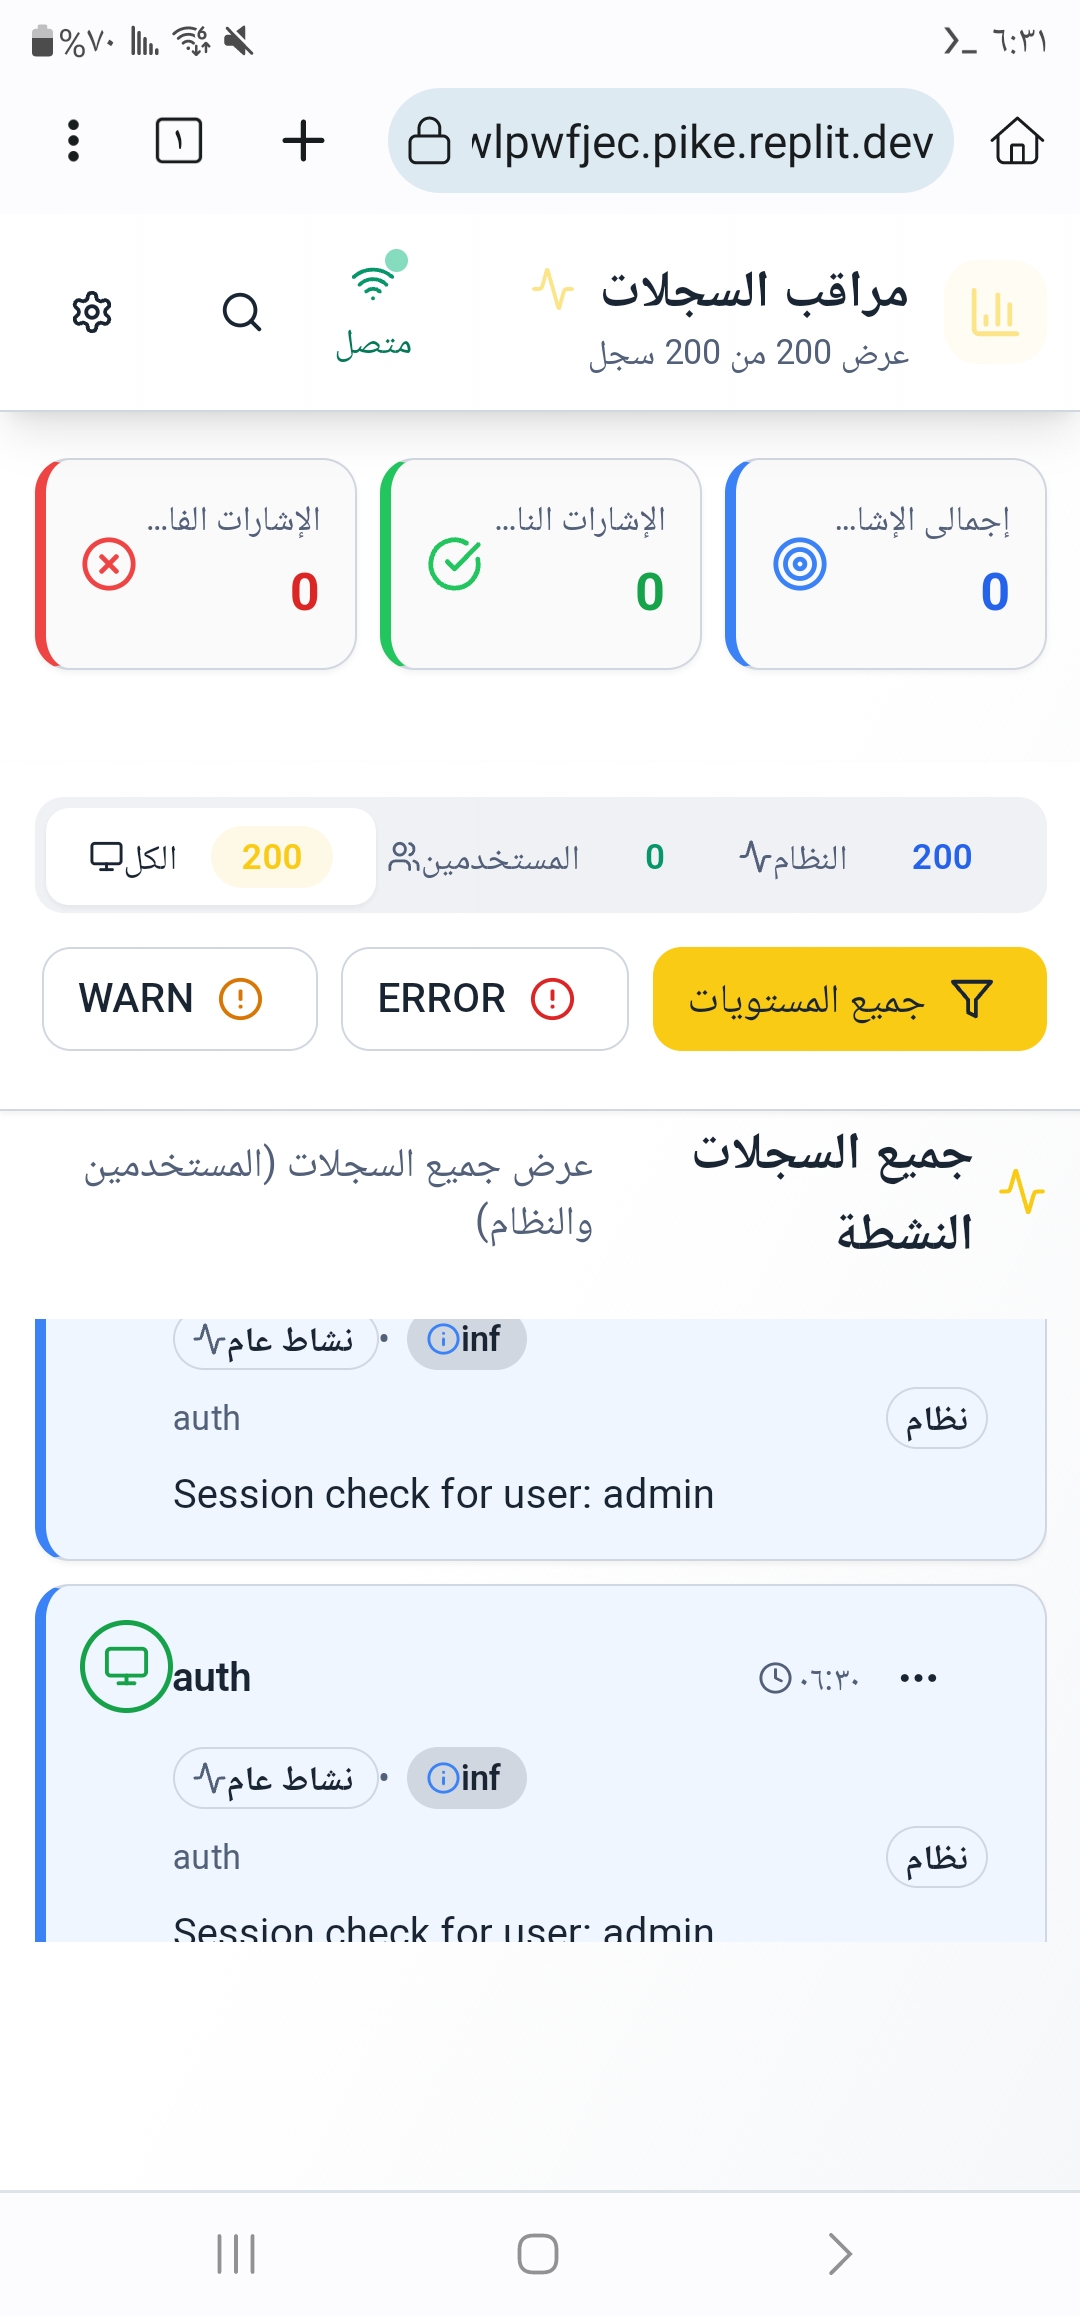 ٦:٣١
%٧٠
6
wlpwfjec.pike.replit.dev
١
مراقب السجلات
عرض 200 من 200 سجل
متصل
إجمالي الإشا...
0
الإشارات النا...
0
الإشارات الفا...
0
200 النظام
0 المستخدمين
200 الكل
جميع المستويات
ERROR
WARN
جميع السجلات النشطة
عرض جميع السجلات (المستخدمين
والنظام)
نشاط عام • inf
auth
نظام
Session check for user: admin
auth
٠٦:٣٠
نشاط عام • inf
auth
نظام
Session check for user: admin